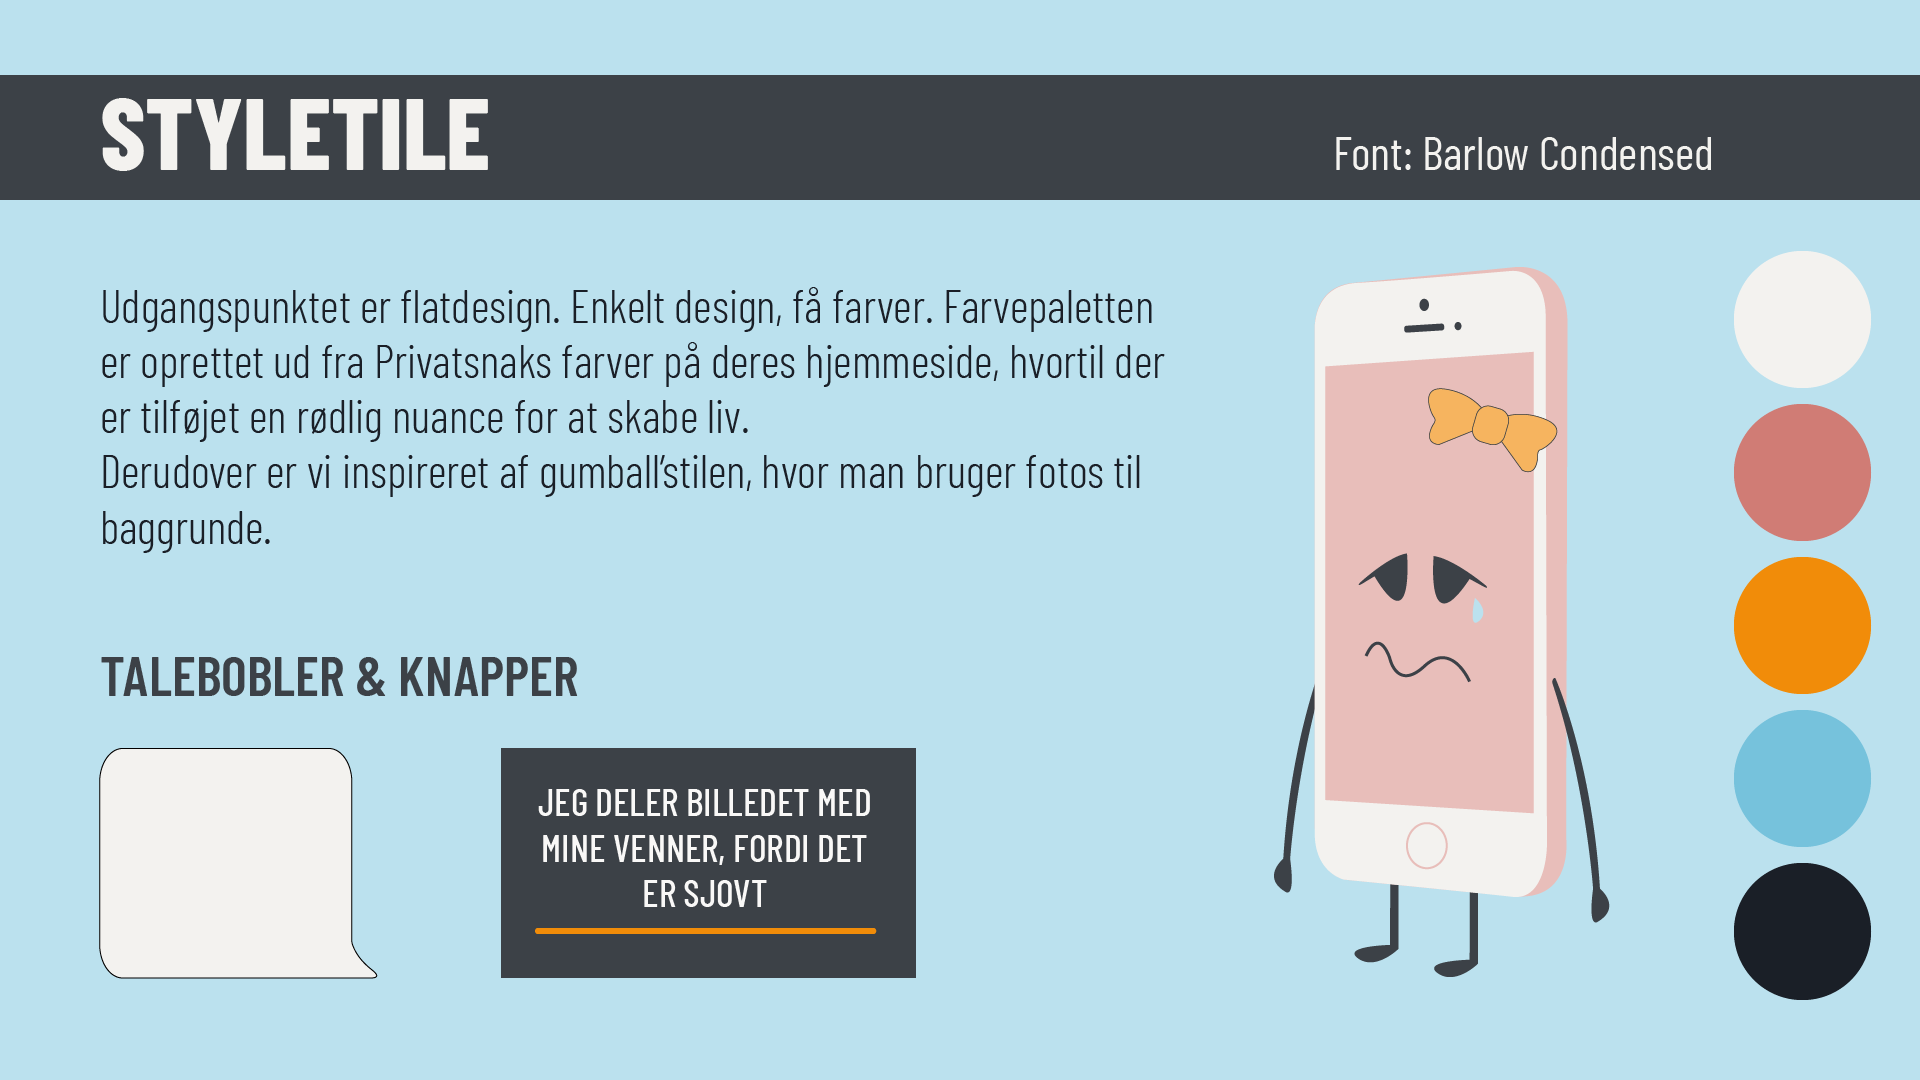 STYLETILE
Font: Barlow Condensed
Udgangspunktet er flatdesign. Enkelt design, få farver. Farvepaletten
er oprettet ud fra Privatsnaks farver på deres hjemmeside, hvortil der
er tilføjet en rødlig nuance for at skabe liv.
Derudover er vi inspireret af gumball’stilen, hvor man bruger fotos til
baggrunde.
TALEBOBLER & KNAPPER
JEG DELER BILLEDET MED
MINE VENNER, FORDI DET
ER SJOVT